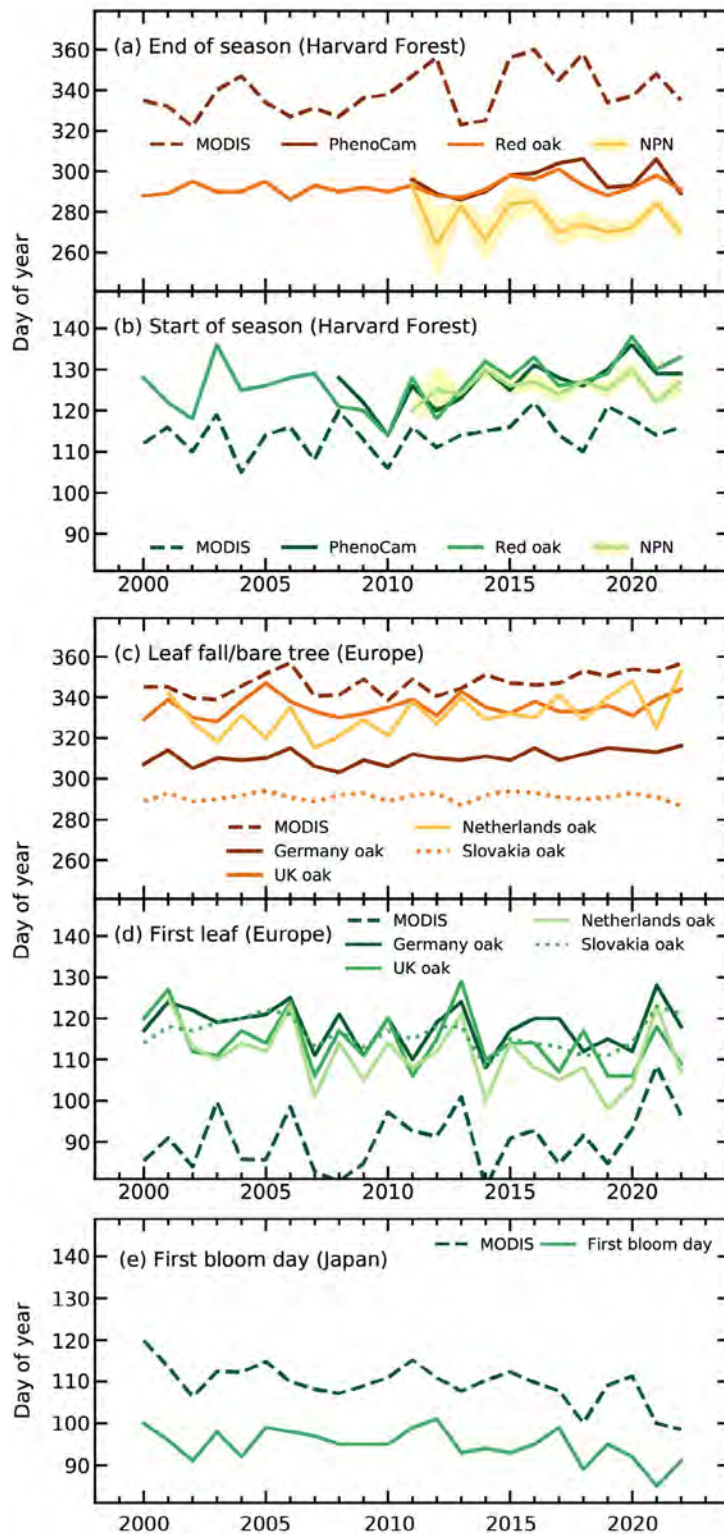 (a) End of season (Harvard Forest)
360
340
320
300
280
260
MODIS PhenoCam Red oak NPN
Day of year
(b) Start of season (Harvard Forest)
140
130
120
110
100
90
MODIS PhenoCam Red oak NPN
2000 2005 2010 2015 2020
(c) Leaf fall/bare tree (Europe)
360
340
320
300
280
260
MODIS Netherlands oak
Germany oak Slovakia oak
UK oak
Day of year
(d) First leaf (Europe)
MODIS Netherlands oak
Germany oak Slovakia oak
UK oak
140
130
120
110
100
90
2000 2005 2010 2015 2020
(e) First bloom day (Japan)
MODIS First bloom day
140
130
120
110
100
90
Day of year
2000 2005 2010 2015 2020